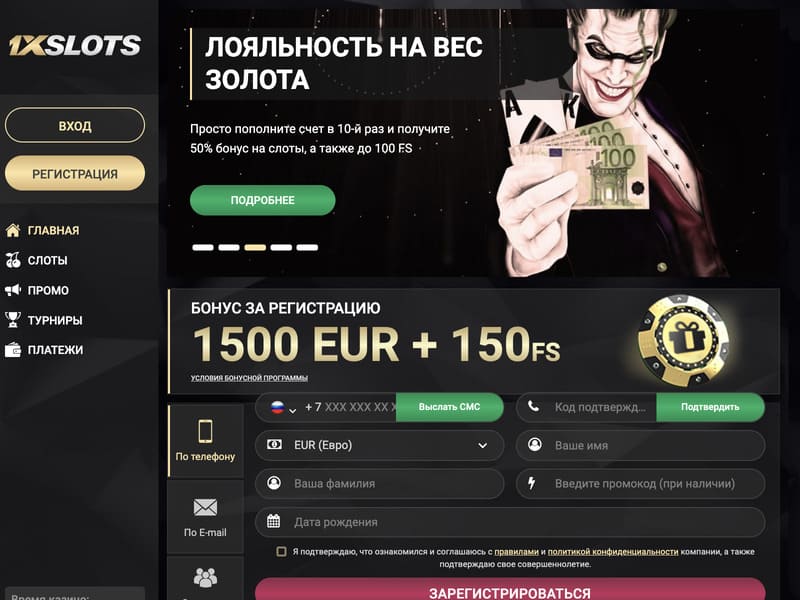 1XSLOTS
ВХОД
РЕГИСТРАЦИЯ
ГЛАВНАЯ
СЛОТЫ
ПРОМО
ТУРНИРЫ
ПЛАТЕЖИ
Время казино:
ЛОЯЛЬНОСТЬ НА ВЕС
ЗОЛОТА
Просто пополните счет в 10-й раз и получите
50% бонус на слоты, а также до 100 FS
ПОДРОБНЕЕ
A K
100 100 100
БОНУС ЗА РЕГИСТРАЦИЮ
1500 EUR + 150FS
УСЛОВИЯ БОНУСНОЙ ПРОГРАММЫ
По телефону
По E-mail
+ 7 XXX XXX XX X
Выслать СМС
Код подтвержд...
Подтвердить
EUR (Евро)
Ваше имя
Ваша фамилия
Введите промокод (при наличии)
Дата рождения
Я подтверждаю, что ознакомился и соглашаюсь с правилами и политикой конфиденциальности компании, а также
подтверждаю свое совершеннолетие.
ЗАРЕГИСТРИРОВАТЬСЯ